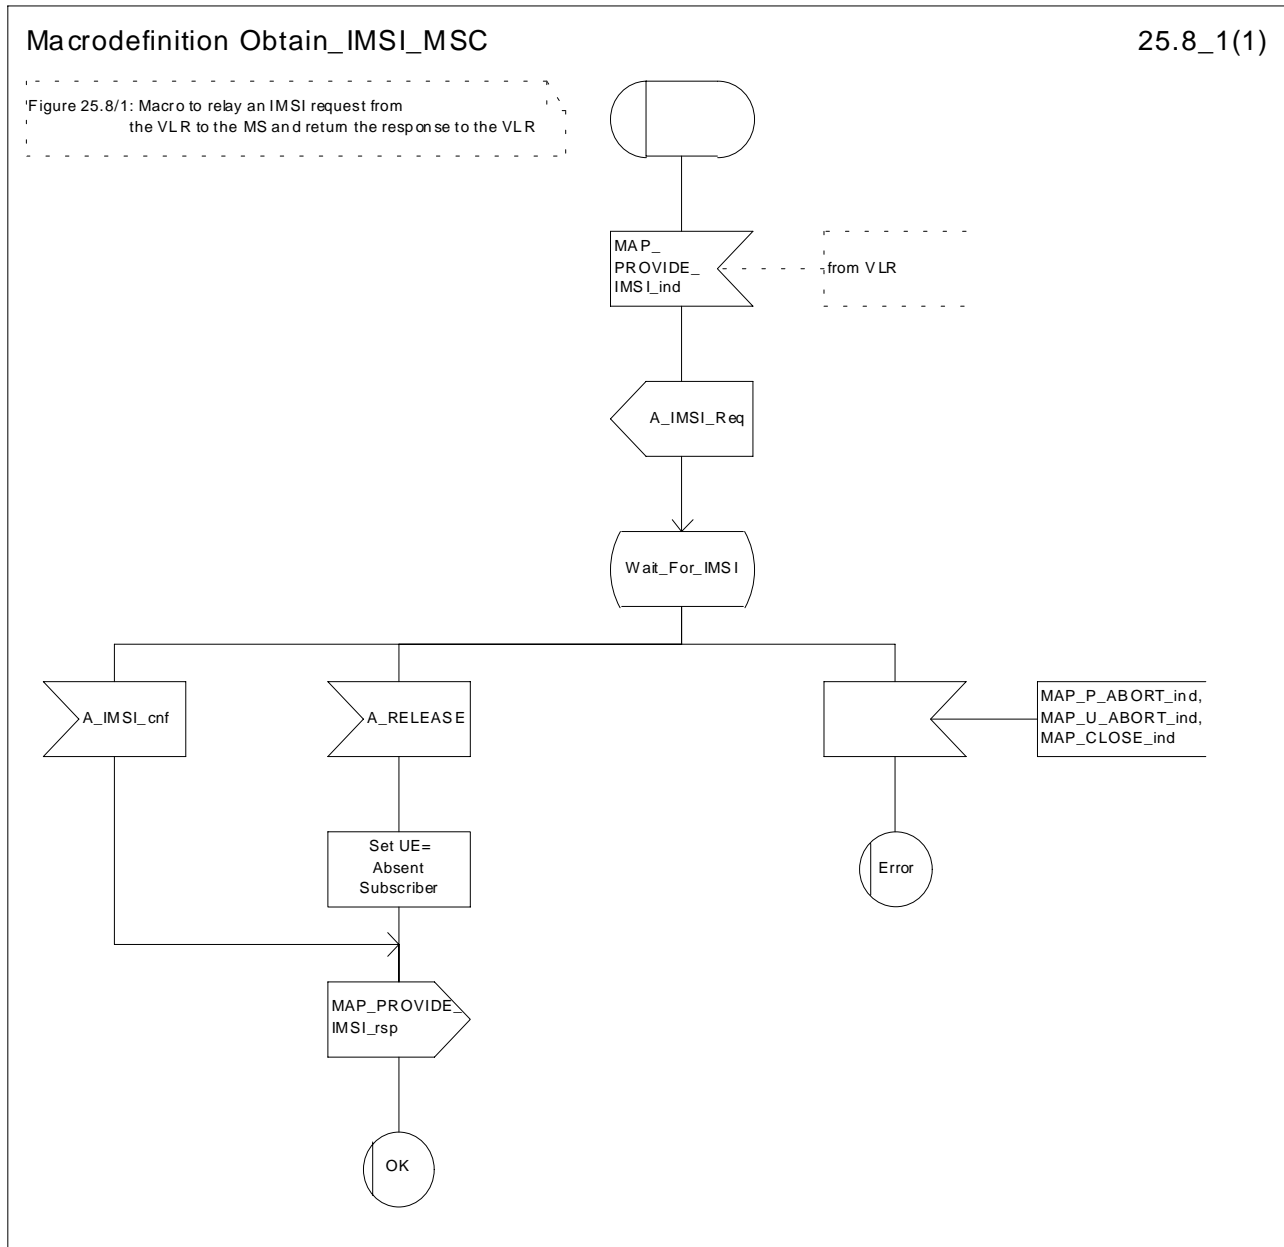 Macrodefinition Obtain_IMSI_MSC
25.8_1(1)
Figure 25.8/1: Macro to relay an IMSI request from
the VLR to the MS and return the response to the VLR
MAP_
PROVIDE_
IMSI_ind
from VLR
A_IMSI_Req
Wait_For_IMSI
A_IMSI_cnf
A_RELEASE
MAP_P_ABORT_ind,
MAP_U_ABORT_ind,
MAP_CLOSE_ind
Set UE=
Absent
Subscriber
Error
MAP_PROVIDE_
IMSI_rsp
OK